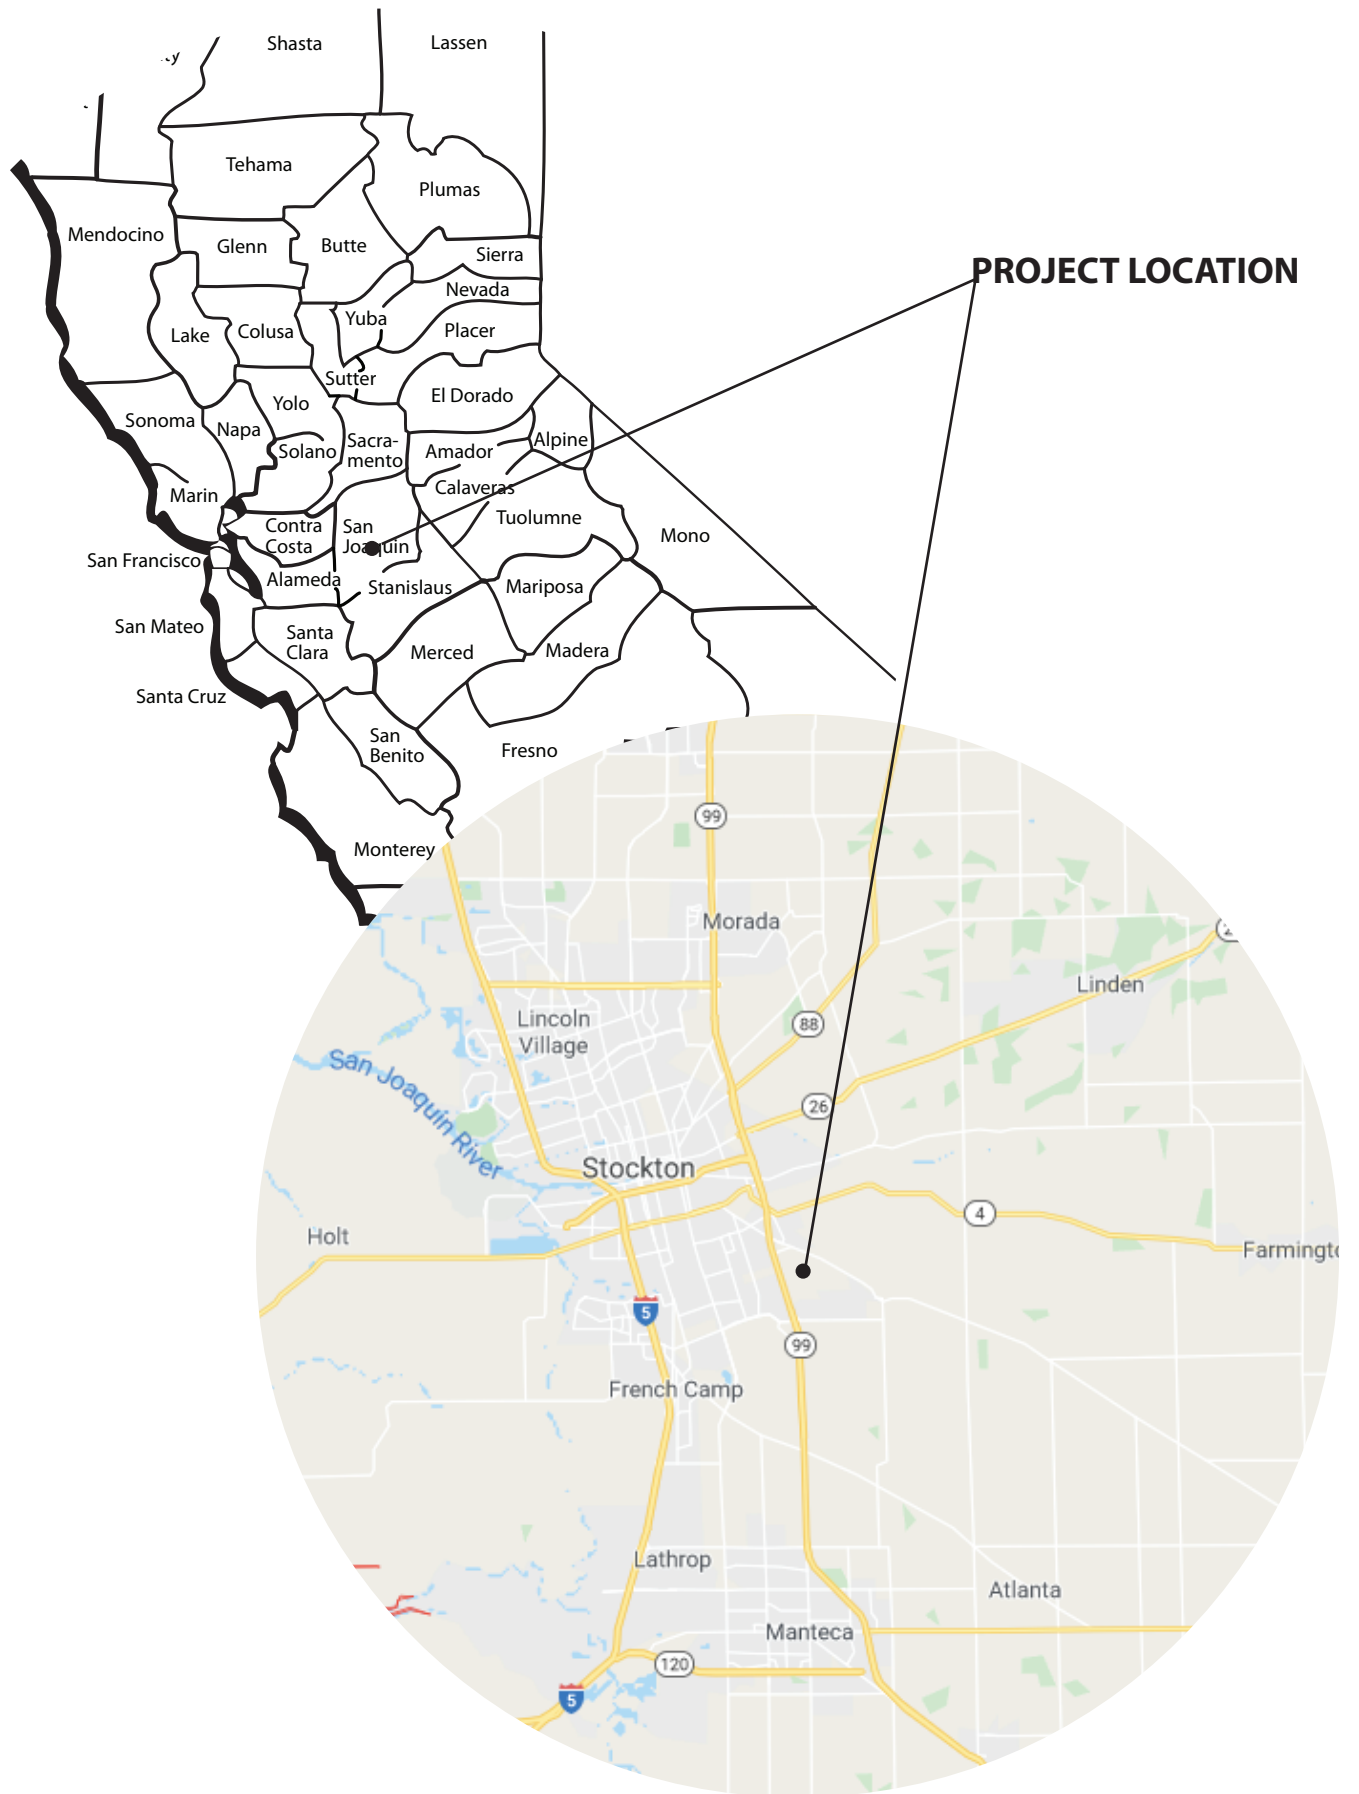 Shasta
Lassen
Tehama
Plumas
Mendocino
Glenn
Butte
Sierra
PROJECT LOCATION
Nevada
Yuba
Lake
Colusa
Placer
Sutter
El Dorado
Yolo
Sonoma
Napa
Sacra-
mento
Alpine
Solano
Amador
Calaveras
Marin
Contra
Costa
San
Joaquin
Tuolumne
Mono
San Francisco
Alameda
Stanislaus
Mariposa
San Mateo
Santa
Clara
Merced
Madera
Santa Cruz
San
Benito
Fresno
Monterey
99
Morada
Linden
Lincoln
Village
88
San Joaquin River
26
Stockton
4
Holt
Farmingto
5
99
French Camp
Lathrop
Atlanta
Manteca
120
5